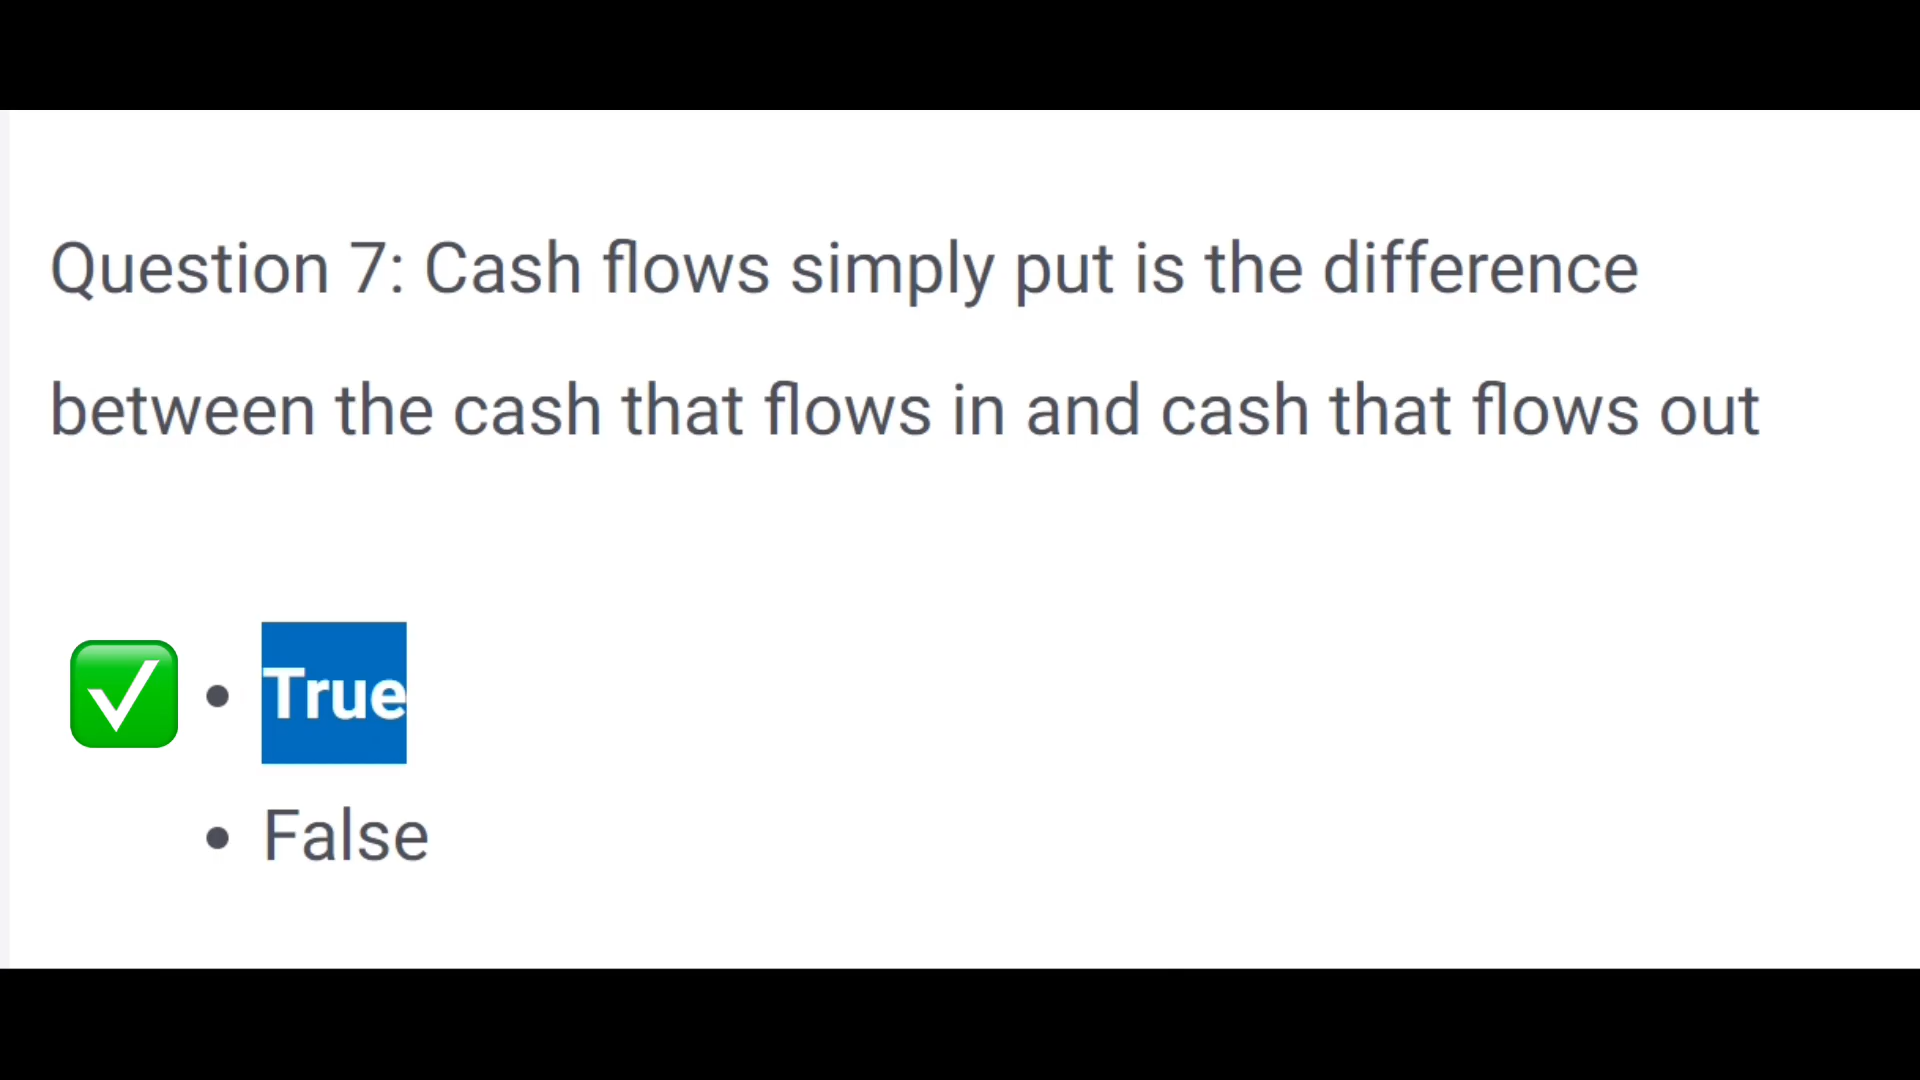 Question 7: Cash flows simply put is the difference
between the cash that flows in and cash that flows out
✅ • True
• False